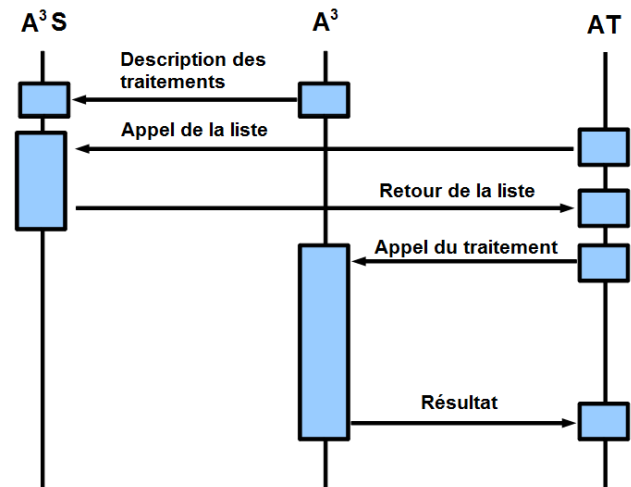 A³S
A³
AT
Description des
traitements
Appel de la liste
Retour de la liste
Appel du traitement
Résultat